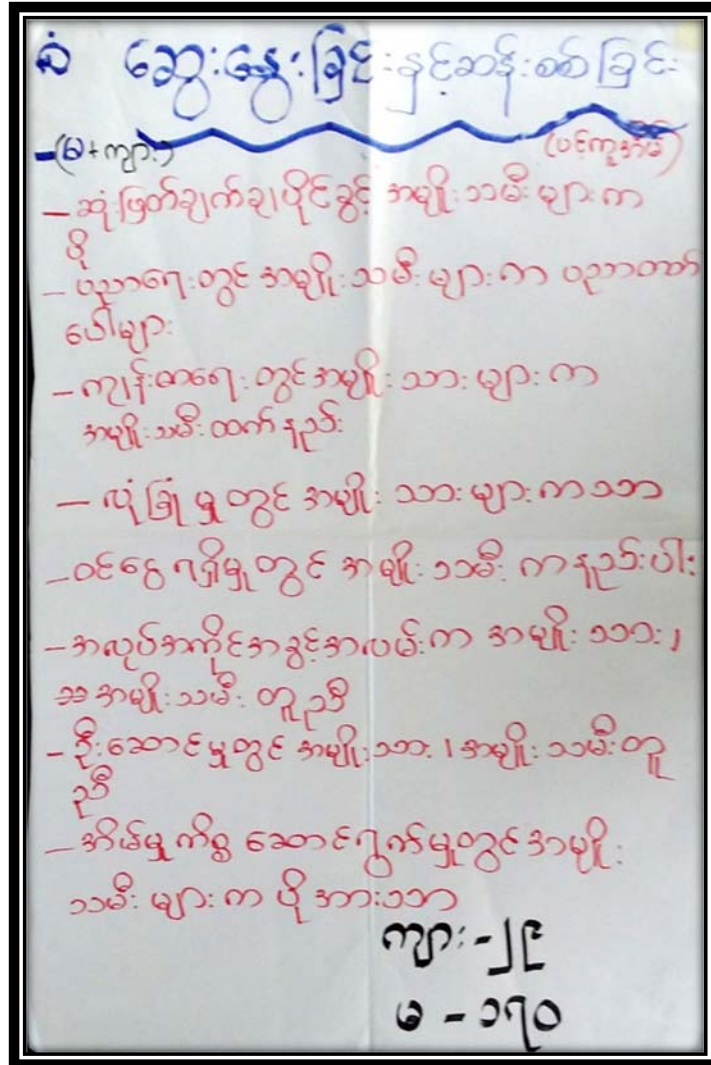 ဆွေးနွေးခြင်းနှင့်ဆန်းစစ်ခြင်း
(မ+ကျား) (ပင့်ကူအိမ်)
- ဆုံးဖြတ်ချက်ချပိုင်ခွင့် အမျိုးသမီးများက
ပို
- ပညာရေးတွင် အမျိုးသမီးများက ပညာတတ်
ပေါများ
- ကျန်းမာရေးတွင်အမျိုးသားများက
အမျိုးသမီးထက်နည်း
- လုံခြုံမှုတွင် အမျိုးသားများကသာ
- ဝင်ငွေရရှိမှုတွင် အမျိုးသမီးကနည်းပါး
- အလုပ်အကိုင်အခွင့်အလမ်းက အမျိုးသား၊
အမျိုးသမီး တူညီ
- ဦးဆောင်မှုတွင် အမျိုးသား၊အမျိုးသမီးတူ
ညီ
- အိမ်မှုကိစ္စ ဆောင်ရွက်မှုတွင်အမျိုး
သမီးများက ပိုအားသာ
ကျား - ၂၄
မ - ၁၇၀